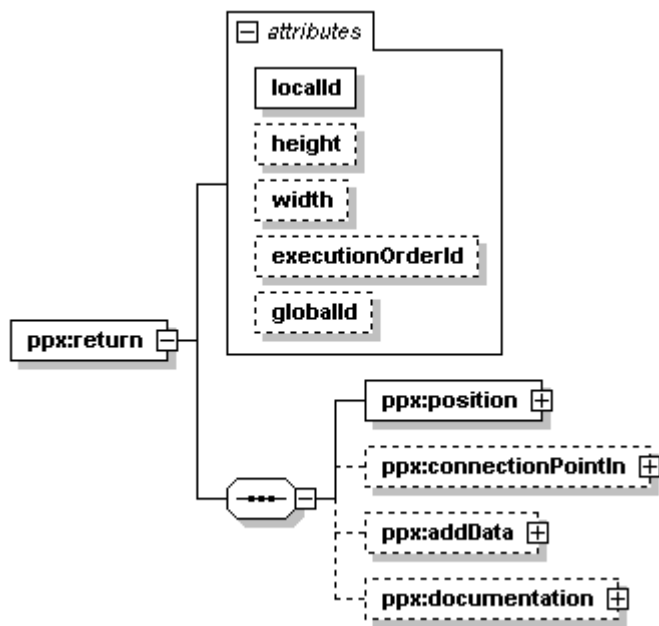 attributes
localId
height
width
executionOrderId
globalId
ppx:return
ppx:position
ppx:connectionPointIn
ppx:addData
ppx:documentation